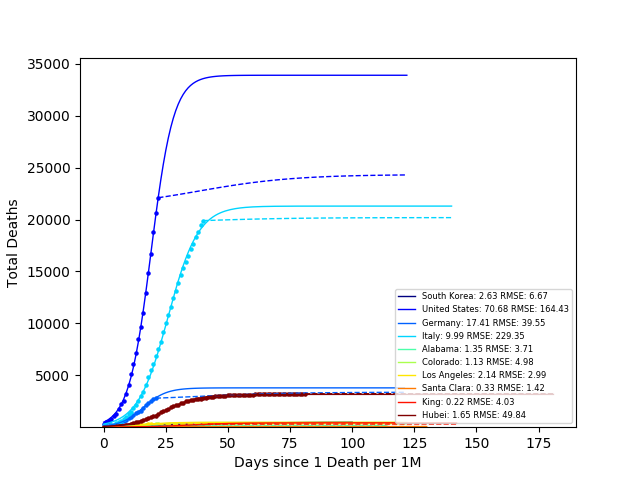 35000
30000
25000
20000
15000
10000
5000
Total Deaths
South Korea: 2.63 RMSE: 6.67
United States: 70.68 RMSE: 164.43
Germany: 17.41 RMSE: 39.55
Italy: 9.99 RMSE: 229.35
Alabama: 1.35 RMSE: 3.71
Colorado: 1.13 RMSE: 4.98
Los Angeles: 2.14 RMSE: 2.99
Santa Clara: 0.33 RMSE: 1.42
King: 0.22 RMSE: 4.03
Hubei: 1.65 RMSE: 49.84
0 25 50 75 100 125 150 175
Days since 1 Death per 1M